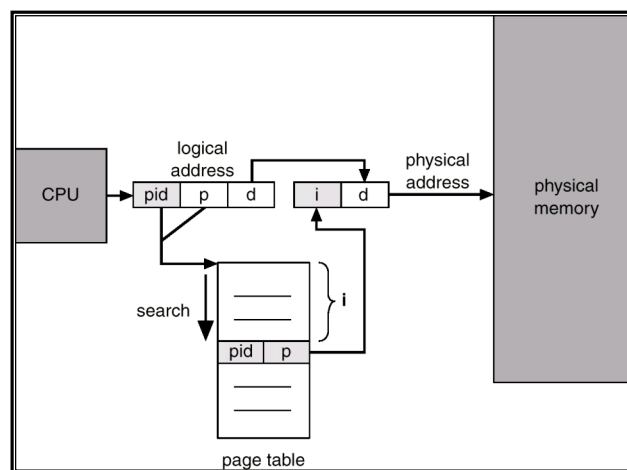 logical
address
physical
address
CPU
pid p d
i d
physical
memory
search
i
pid p
page table